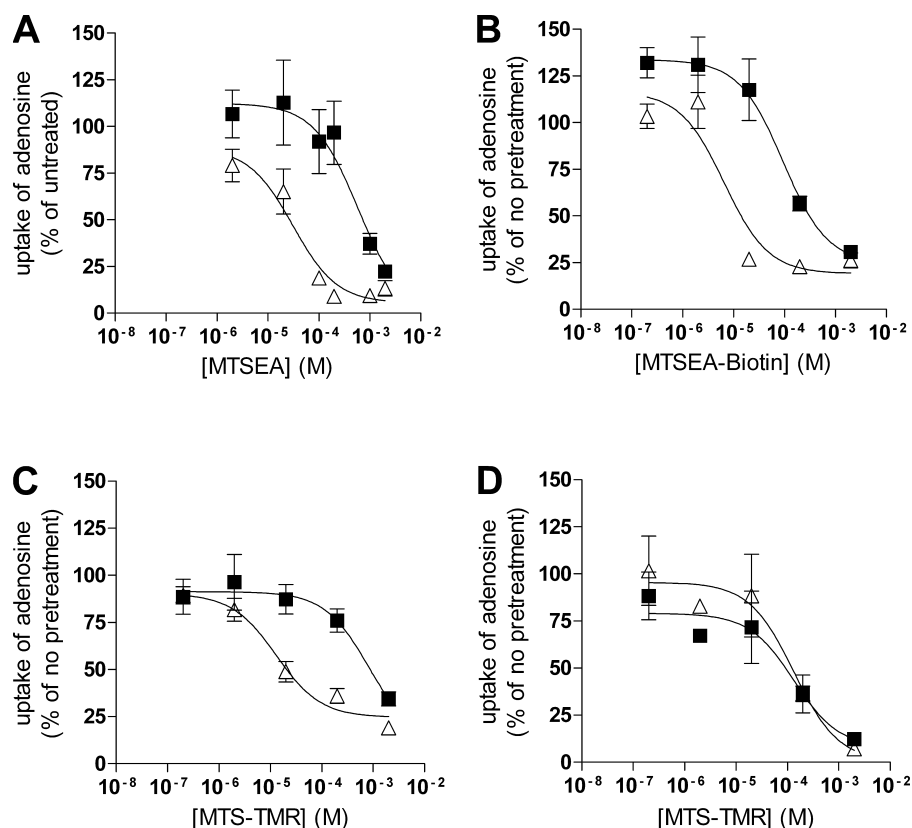 A
uptake of adenosine
(% of untreated)
150
125
100
75
50
25
0
10⁻⁸ 10⁻⁷ 10⁻⁶ 10⁻⁵ 10⁻⁴ 10⁻³ 10⁻²
[MTSEA] (M)
B
uptake of adenosine
(% of no pretreatment)
150
125
100
75
50
25
0
10⁻⁸ 10⁻⁷ 10⁻⁶ 10⁻⁵ 10⁻⁴ 10⁻³ 10⁻²
[MTSEA-Biotin] (M)
C
uptake of adenosine
(% of no pretreatment)
150
125
100
75
50
25
0
10⁻⁸ 10⁻⁷ 10⁻⁶ 10⁻⁵ 10⁻⁴ 10⁻³ 10⁻²
[MTS-TMR] (M)
D
uptake of adenosine
(% of no pretreatment)
150
125
100
75
50
25
0
10⁻⁸ 10⁻⁷ 10⁻⁶ 10⁻⁵ 10⁻⁴ 10⁻³ 10⁻²
[MTS-TMR] (M)